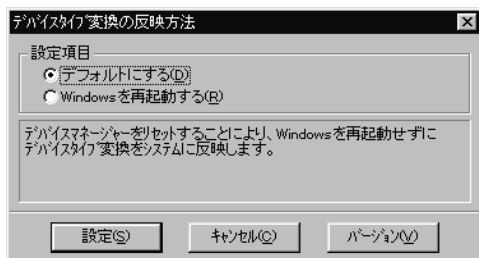 ﾃﾞﾊﾞｲｽﾀｲﾌﾟ変換の反映方法
設定項目
デフォルトにする(D)
Windowsを再起動する(R)
ﾃﾞﾊﾞｲｽﾏﾈｰｼﾞｬｰをﾘｾｯﾄすることにより、Windowsを再起動せずに
ﾃﾞﾊﾞｲｽﾀｲﾌﾟ変換をｼｽﾃﾑに反映します。
設定(S)
ｷｬﾝｾﾙ(C)
ﾊﾞｰｼﾞｮﾝ(V)